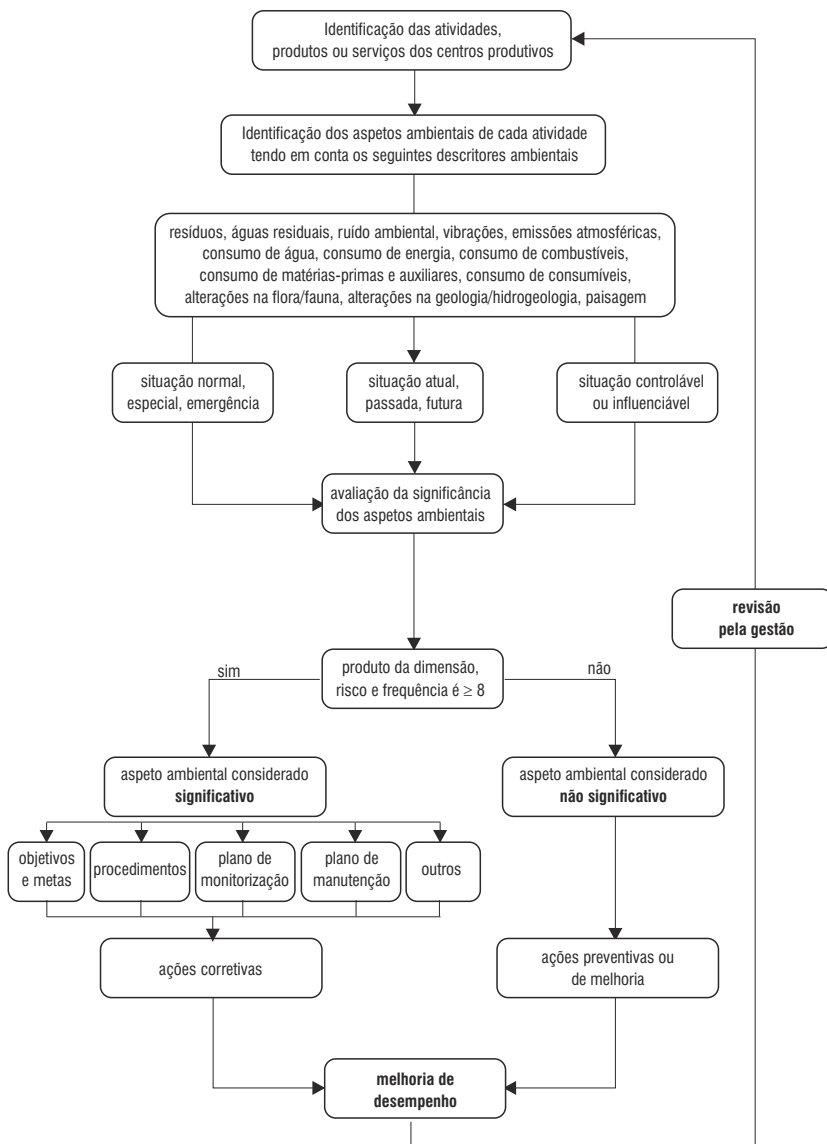 Identificação das atividades,
produtos ou serviços dos centros produtivos
Identificação dos aspetos ambientais de cada atividade
tendo em conta os seguintes descritores ambientais
resíduos, águas residuais, ruído ambiental, vibrações, emissões atmosféricas,
consumo de água, consumo de energia, consumo de combustíveis,
consumo de matérias-primas e auxiliares, consumo de consumíveis,
alterações na flora/fauna, alterações na geologia/hidrogeologia, paisagem
situação normal,
especial, emergência
situação atual,
passada, futura
situação controlável
ou influenciável
avaliação da significância
dos aspetos ambientais
revisão
pela gestão
produto da dimensão,
risco e frequência é ≥ 8
sim
não
aspeto ambiental considerado
significativo
aspeto ambiental considerado
não significativo
objetivos
e metas
procedimentos
plano de
monitorização
plano de
manutenção
outros
ações corretivas
ações preventivas ou
de melhoria
melhoria de
desempenho